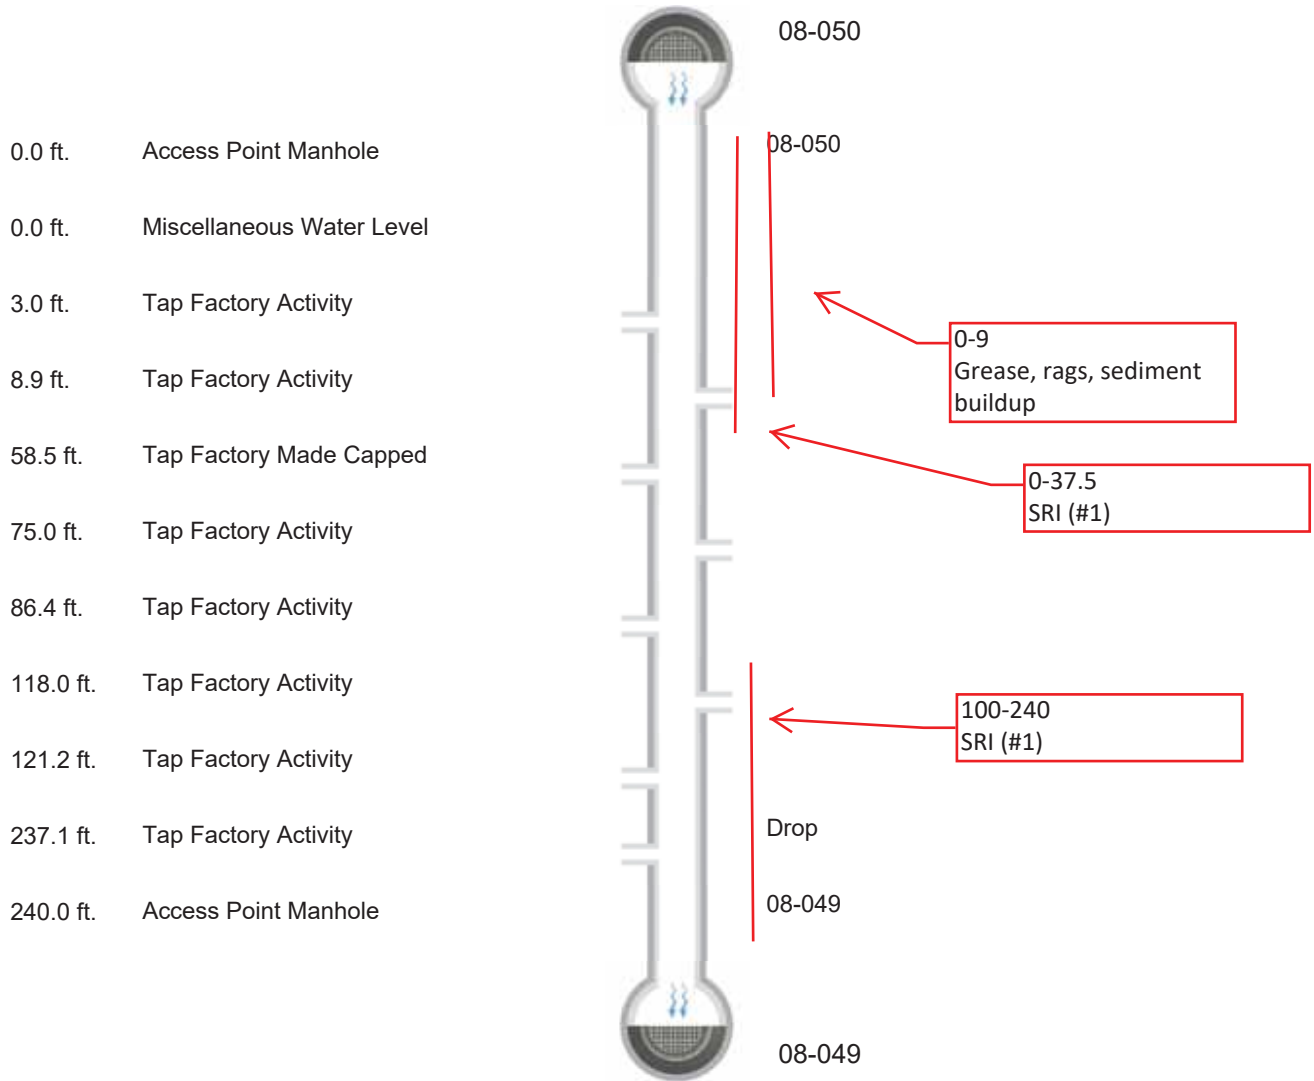 08-050
0.0 ft. Access Point Manhole 08-050
0.0 ft. Miscellaneous Water Level
3.0 ft. Tap Factory Activity
0-9
Grease, rags, sediment
buildup
8.9 ft. Tap Factory Activity
58.5 ft. Tap Factory Made Capped
0-37.5
SRI (#1)
75.0 ft. Tap Factory Activity
86.4 ft. Tap Factory Activity
118.0 ft. Tap Factory Activity
100-240
SRI (#1)
121.2 ft. Tap Factory Activity
237.1 ft. Tap Factory Activity Drop
240.0 ft. Access Point Manhole 08-049
08-049